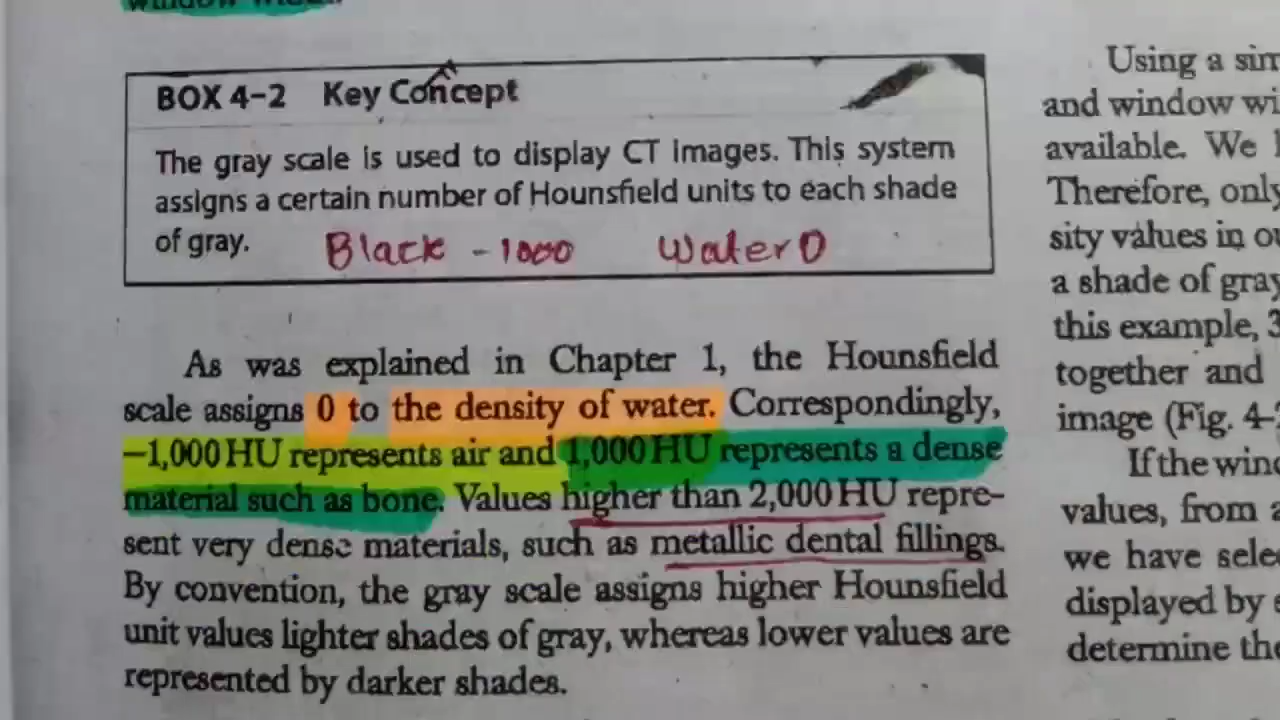 BOX 4-2 Key Concept
The gray scale is used to display CT images. This system
assigns a certain number of Hounsfield units to each shade
of gray. Black -1000 Water 0
As was explained in Chapter 1, the Hounsfield
scale assigns 0 to the density of water. Correspondingly,
−1,000 HU represents air and 1,000 HU represents a dense
material such as bone. Values higher than 2,000 HU repre-
sent very dense materials, such as metallic dental fillings.
By convention, the gray scale assigns higher Hounsfield
unit values lighter shades of gray, whereas lower values are
represented by darker shades.
Using a
and window
available. We
Therefore, only
sity values in
a shade of gray
this example,
together and
image (Fig.
If the
values, from
we have
displayed by
determine